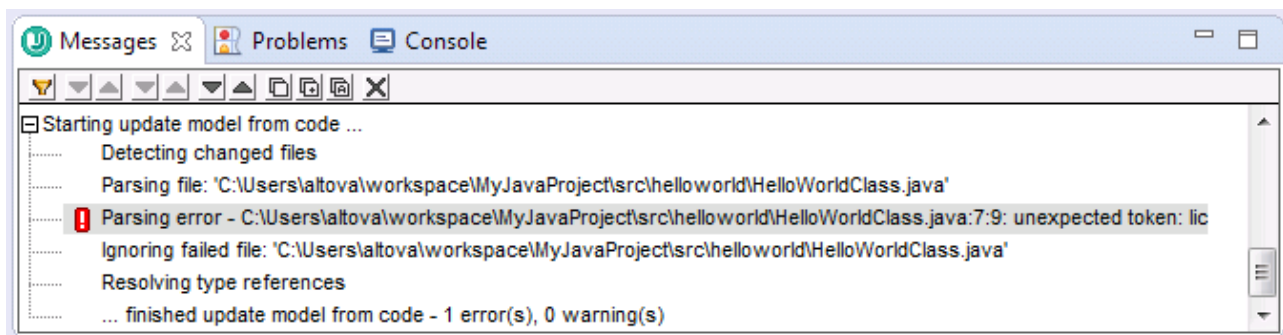 Messages Problems Console
Starting update model from code ...
Detecting changed files
Parsing file: 'C:\Users\altova\workspace\MyJavaProject\src\helloworld\HelloWorldClass.java'
Parsing error - C:\Users\altova\workspace\MyJavaProject\src\helloworld\HelloWorldClass.java:7:9: unexpected token: lic
Ignoring failed file: 'C:\Users\altova\workspace\MyJavaProject\src\helloworld\HelloWorldClass.java'
Resolving type references
... finished update model from code - 1 error(s), 0 warning(s)